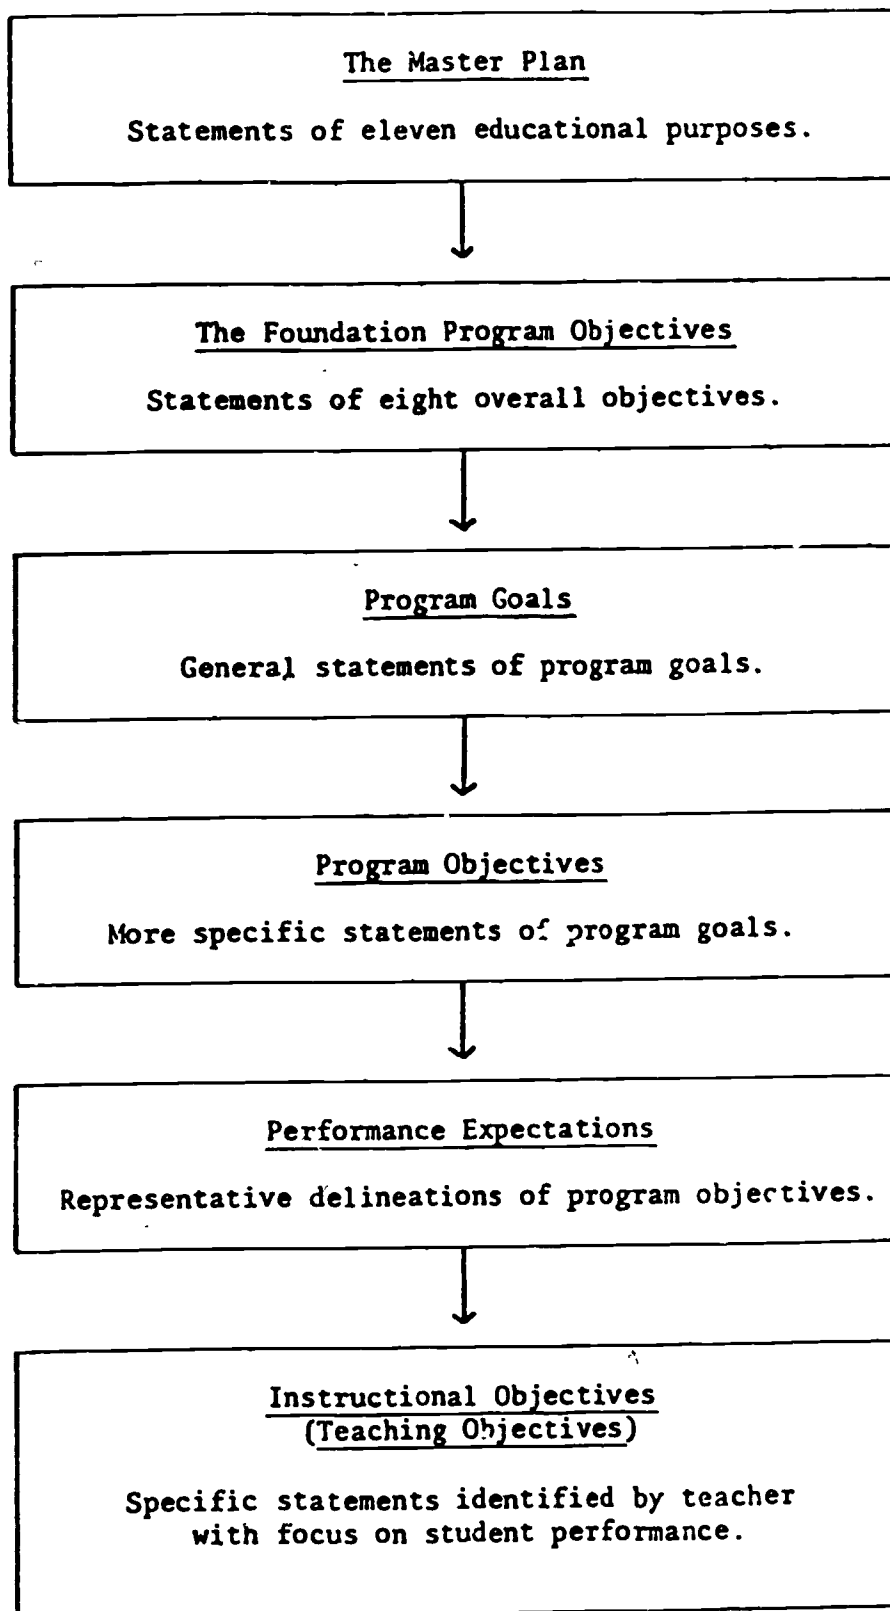 The Master Plan
Statements of eleven educational purposes.
The Foundation Program Objectives
Statements of eight overall objectives.
Program Goals
General statements of program goals.
Program Objectives
More specific statements of program goals.
Performance Expectations
Representative delineations of program objectives.
Instructional Objectives
(Teaching Objectives)
Specific statements identified by teacher
with focus on student performance.